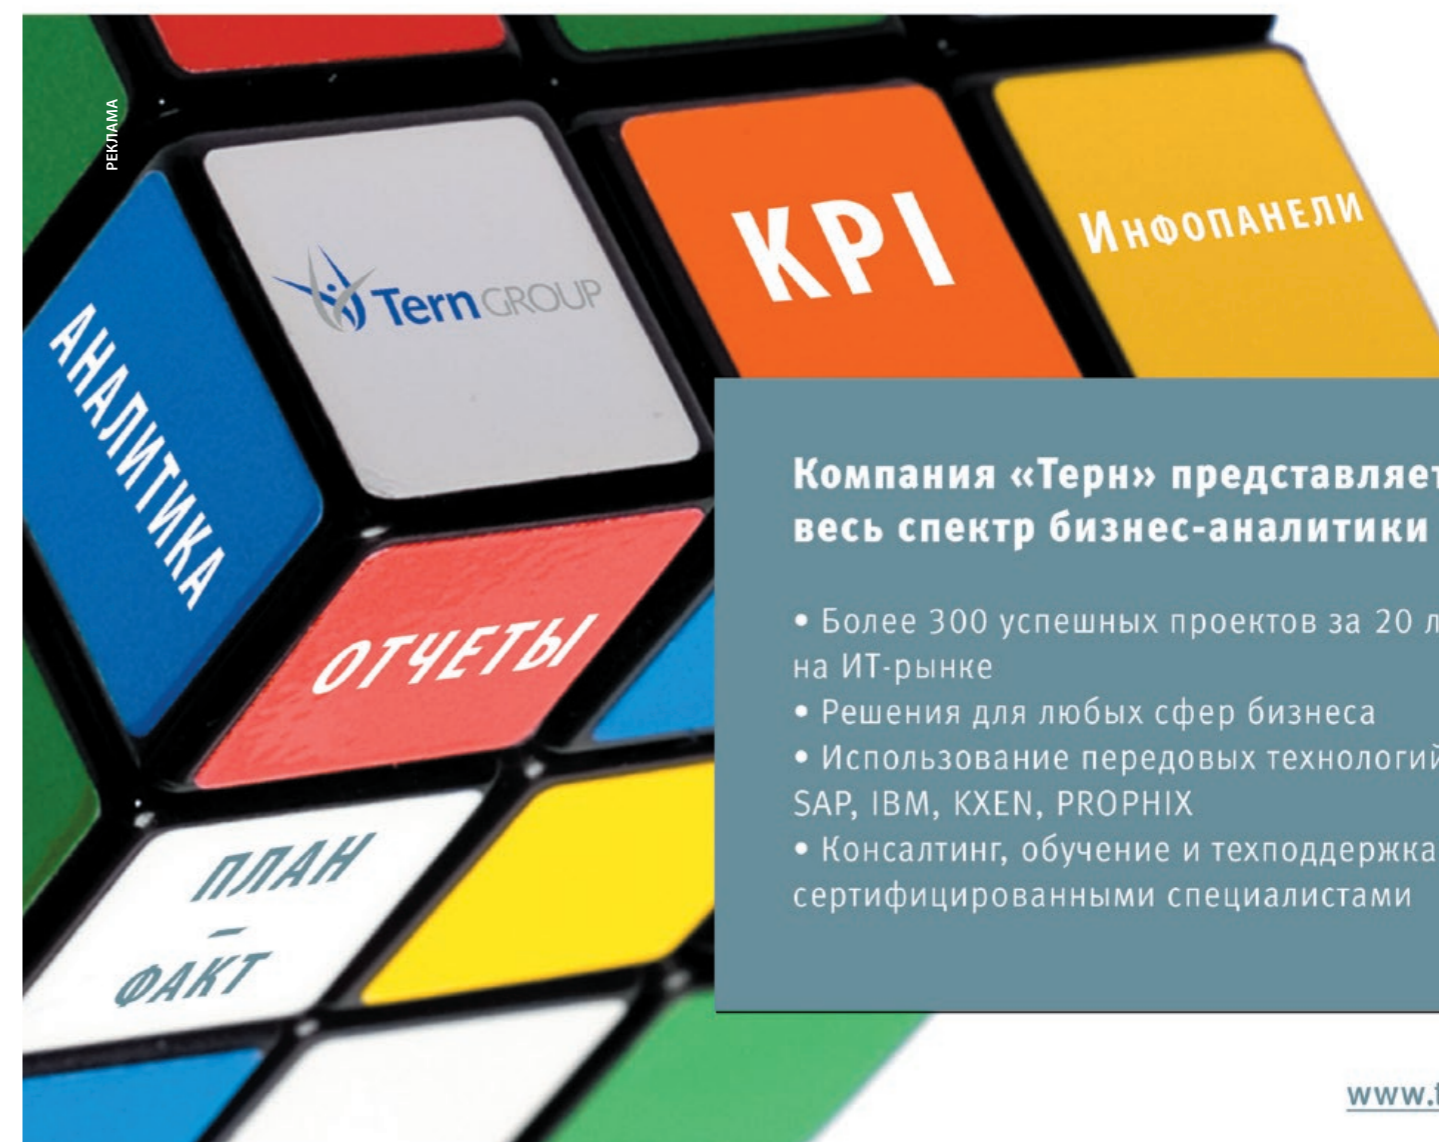 РЕКЛАМА
Tern GROUP
KPI
ИНФОПАНЕЛИ
АНАЛИТИКА
ОТЧЕТЫ
ПЛАН
–
ФАКТ
Компания «Терн» представляет
весь спектр бизнес-аналитики
• Более 300 успешных проектов за 20
на ИТ-рынке
• Решения для любых сфер бизнеса
• Использование передовых технологий
SAP, IBM, KXEN, PROPHIX
• Консалтинг, обучение и техподдержка
сертифицированными специалистами
www.